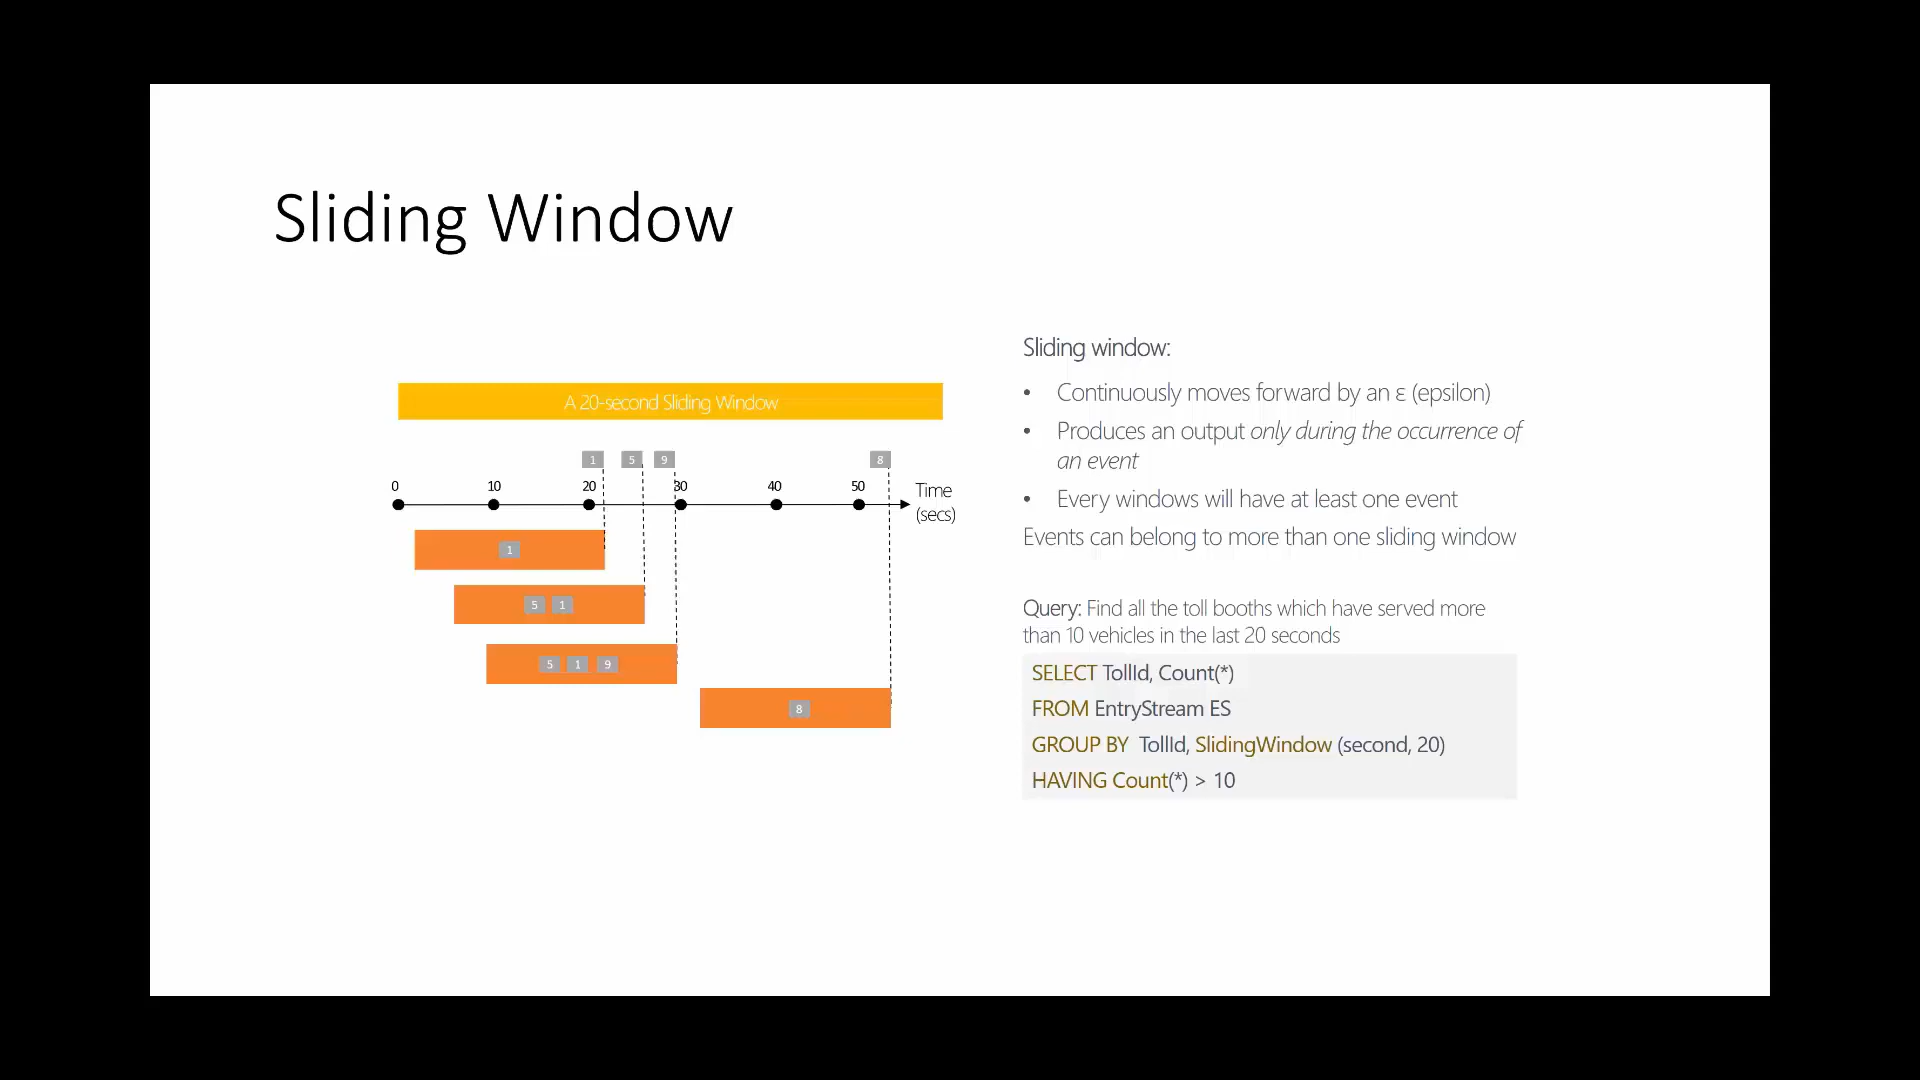 Sliding Window
A 20-second Sliding Window
1 5 9 8
0 10 20 30 40 50
Time
(secs)
1
5 1
5 1 9
8
Sliding window:
• Continuously moves forward by an ε (epsilon)
• Produces an output only during the occurrence of
an event
• Every windows will have at least one event
Events can belong to more than one sliding window
Query: Find all the toll booths which have served more
than 10 vehicles in the last 20 seconds
SELECT TollId, Count(*)
FROM EntryStream ES
GROUP BY TollId, SlidingWindow (second, 20)
HAVING Count(*) > 10